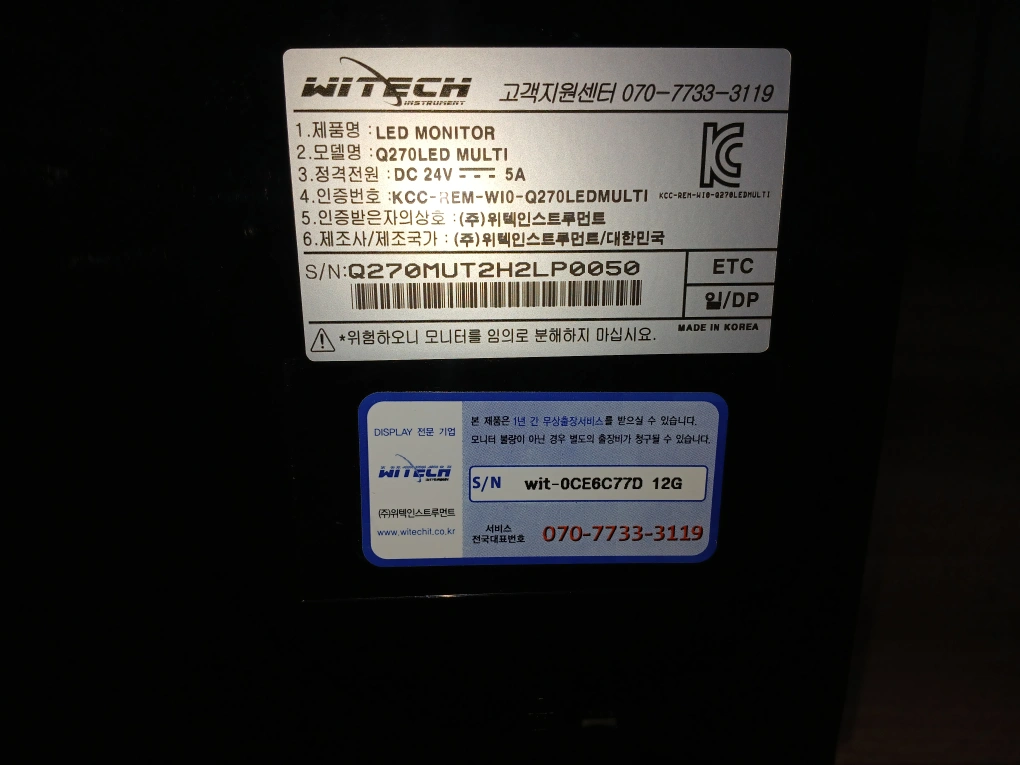 WITECH
INSTRUMENT
고객지원센터 070-7733-3119
1.제품명 : LED MONITOR
2.모델명 : Q270LED MULTI
3.정격전원 : DC 24V 5A
4.인증번호 : KCC-REM-WI0-Q270LEDMULTI
KCC-REM-WI0-Q270LEDMULTI
5.인증받은자의상호 : (주)위텍인스트루먼트
6.제조사/제조국가 : (주)위텍인스트루먼트/대한민국
S/N:Q270MUT2H2LP0050
ETC
일/DP
MADE IN KOREA
*위험하오니 모니터를 임의로 분해하지 마십시요.
DISPLAY 전문 기업
WITECH
INSTRUMENT
(주)위텍인스트루먼트
www.witechit.co.kr
본 제품은 1년 간 무상출장서비스를 받으실 수 있습니다.
모니터 불량이 아닌 경우 별도의 출장비가 청구될 수 있습니다.
S/N wit-0CE6C77D 12G
서비스
전국대표번호 070-7733-3119